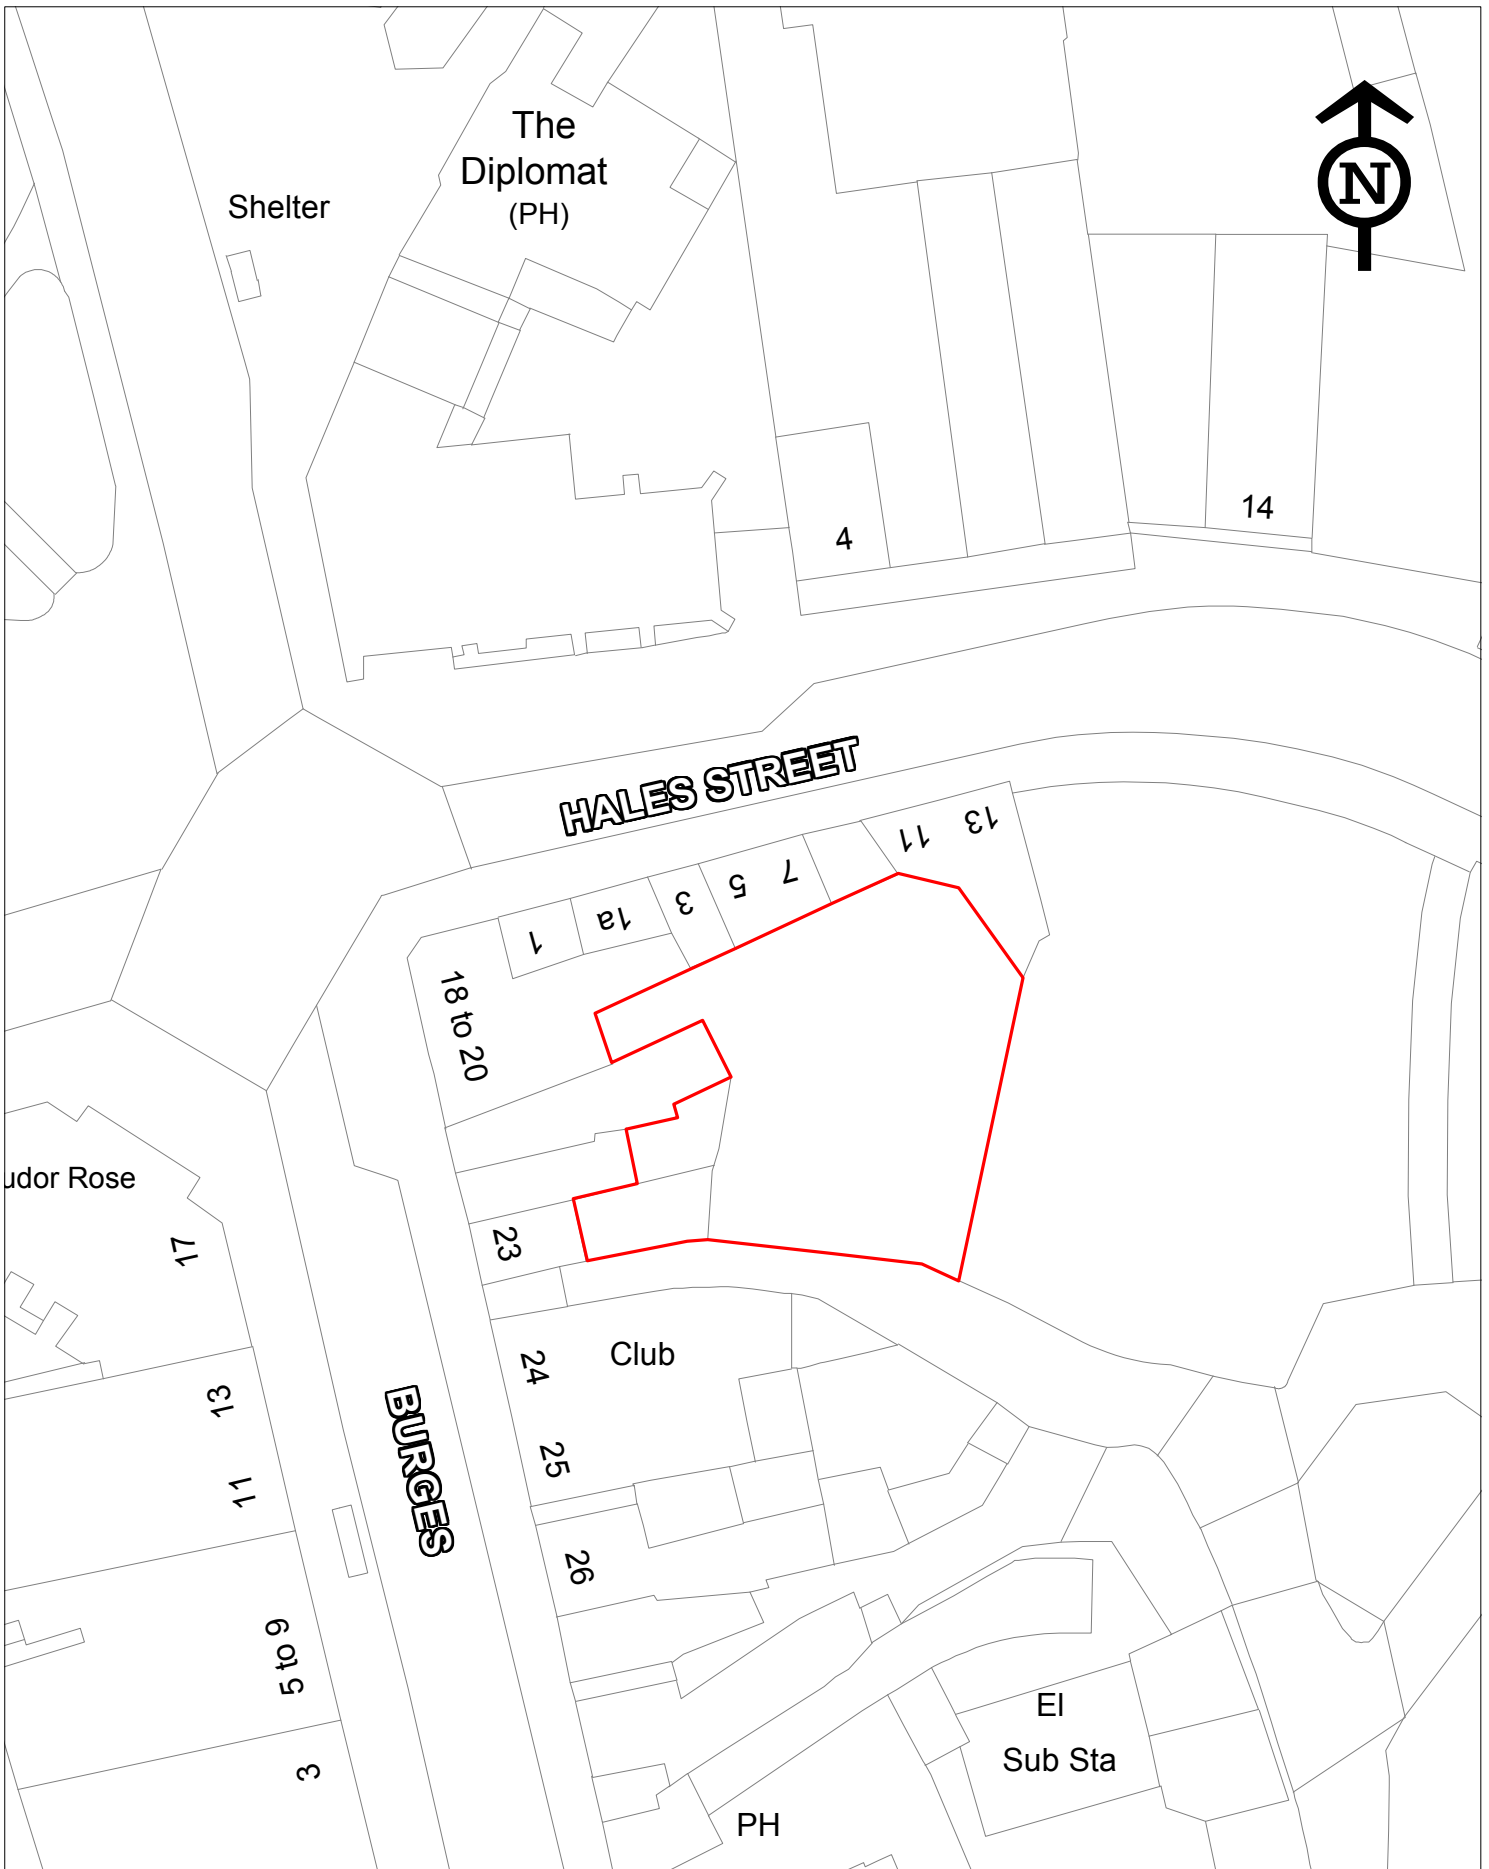 The
Diplomat
(PH)
Shelter
N
14
4
HALES STREET
13
11
7
5
3
1a
1
18 to 20
udor Rose
17
23
Club
24
13
BURGES
25
11
26
5 to 9
El
Sub Sta
3
PH